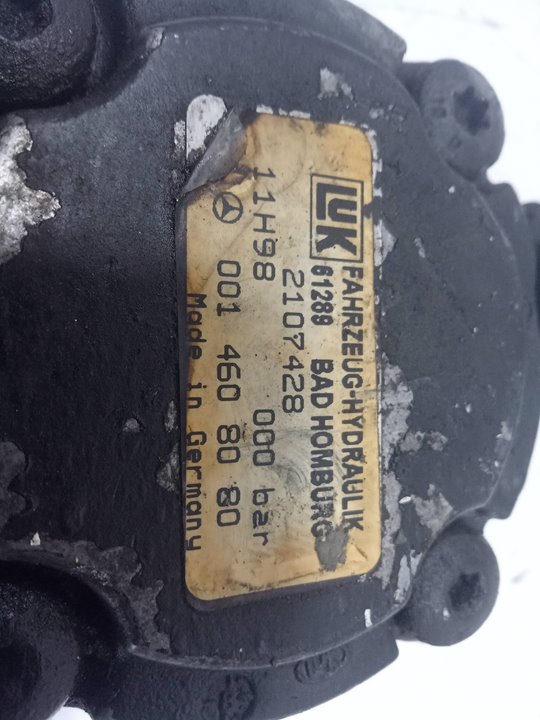 LUK FAHRZEUG-HYDRAULIK
61289 BAD HOMBURG
2107428
11H98 000 bar
001 460 80 80
Made in Germany